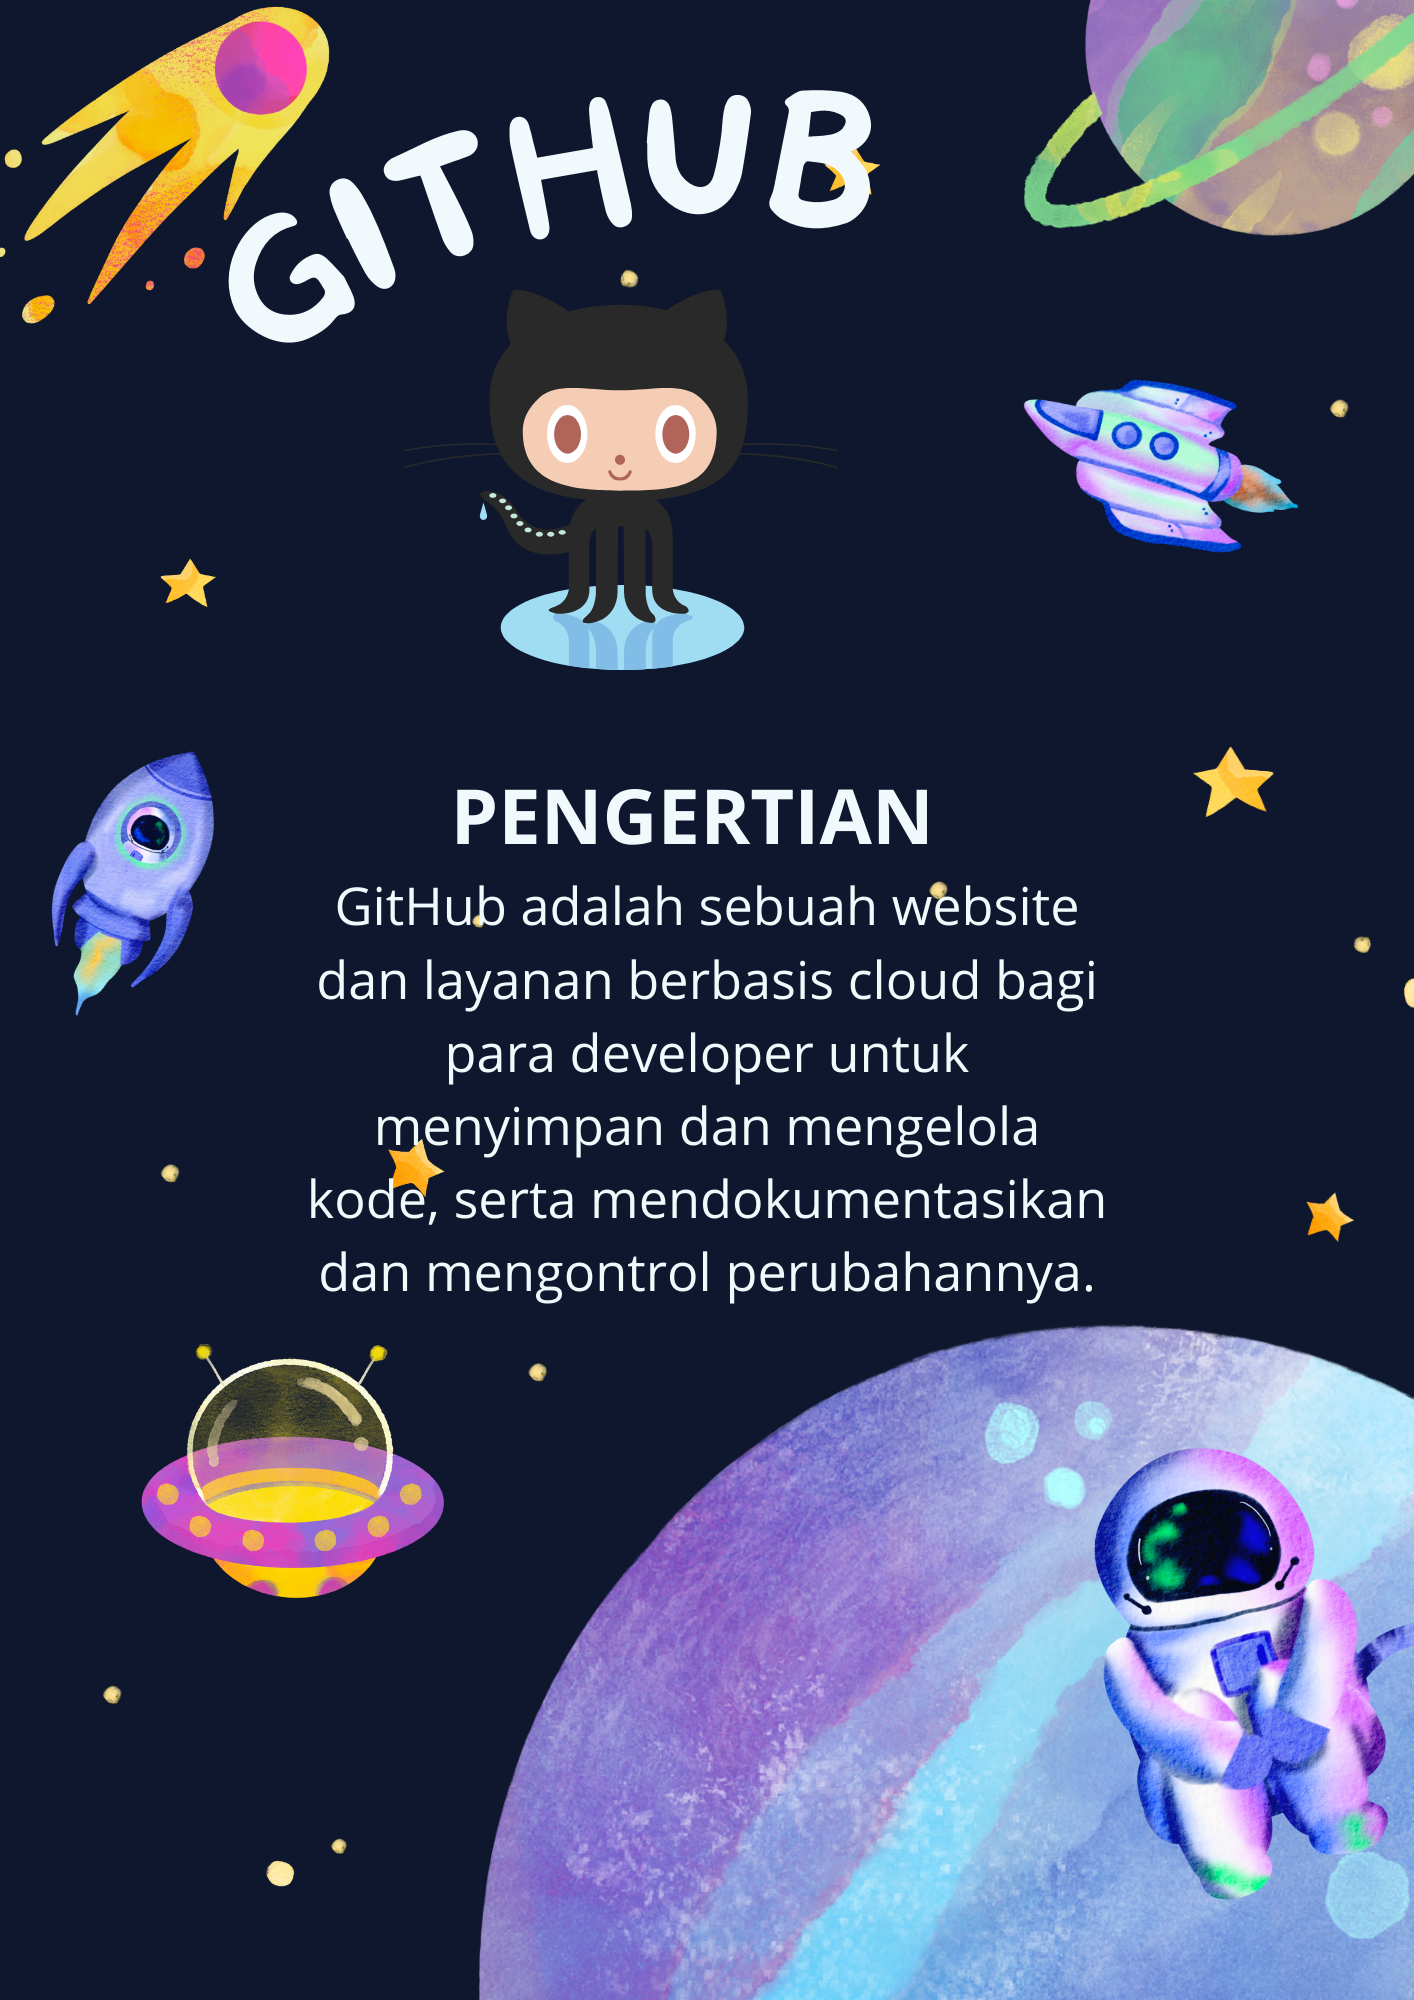 GITHUB
PENGERTIAN
GitHub adalah sebuah website
dan layanan berbasis cloud bagi
para developer untuk
menyimpan dan mengelola
kode, serta mendokumentasikan
dan mengontrol perubahannya.